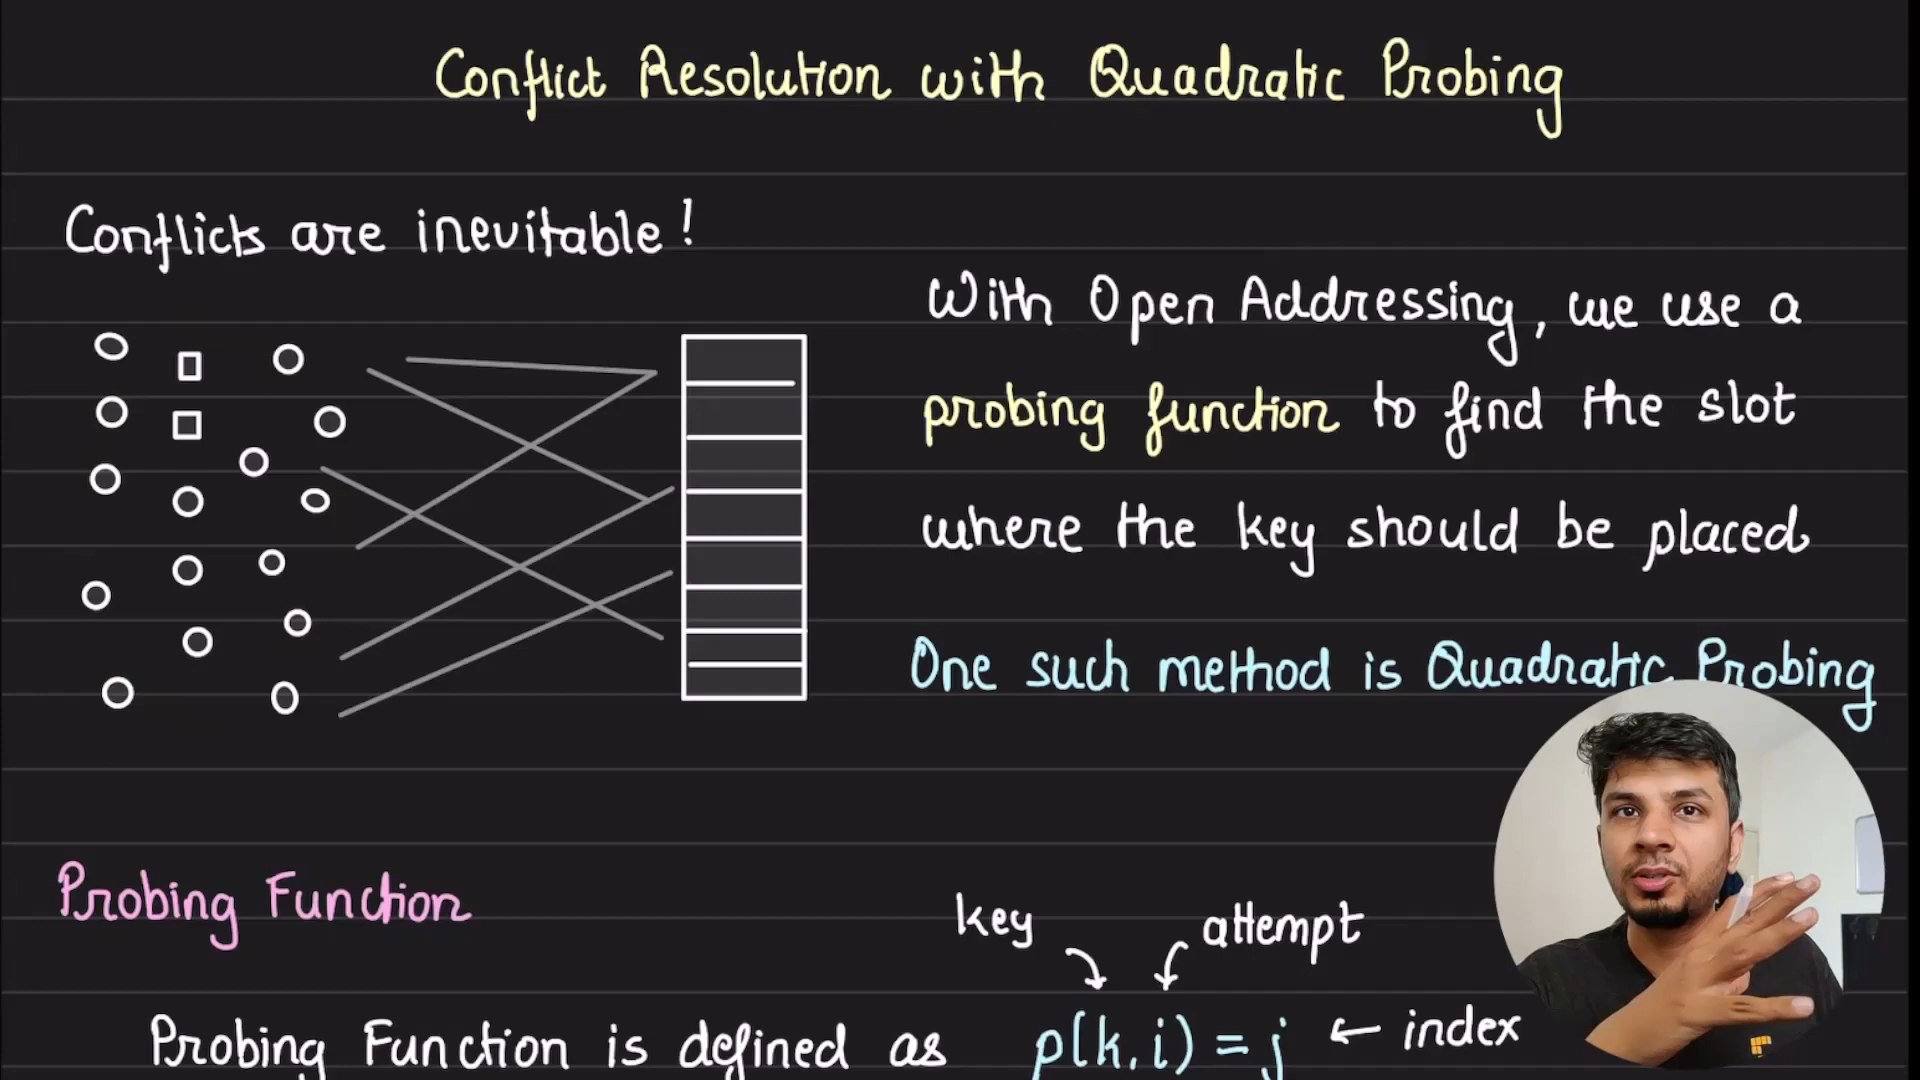 Conflict Resolution with Quadratic Probing
Conflicts are inevitable!
With Open Addressing, we use a
probing function to find the slot
where the key should be placed
One such method is Quadratic Probing
Probing Function
key
attempt
Probing Function is defined as p(k, i) = j ← index